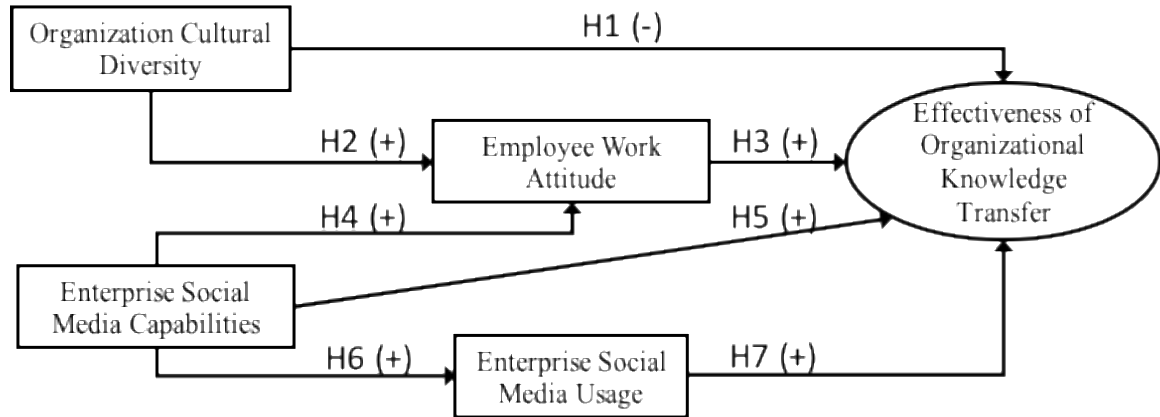 H1 (-)
Organization Cultural
Diversity
Effectiveness of
Organizational
Knowledge
Transfer
H2 (+)
Employee Work
Attitude
H3 (+)
H4 (+)
H5 (+)
Enterprise Social
Media Capabilities
H6 (+)
Enterprise Social
Media Usage
H7 (+)